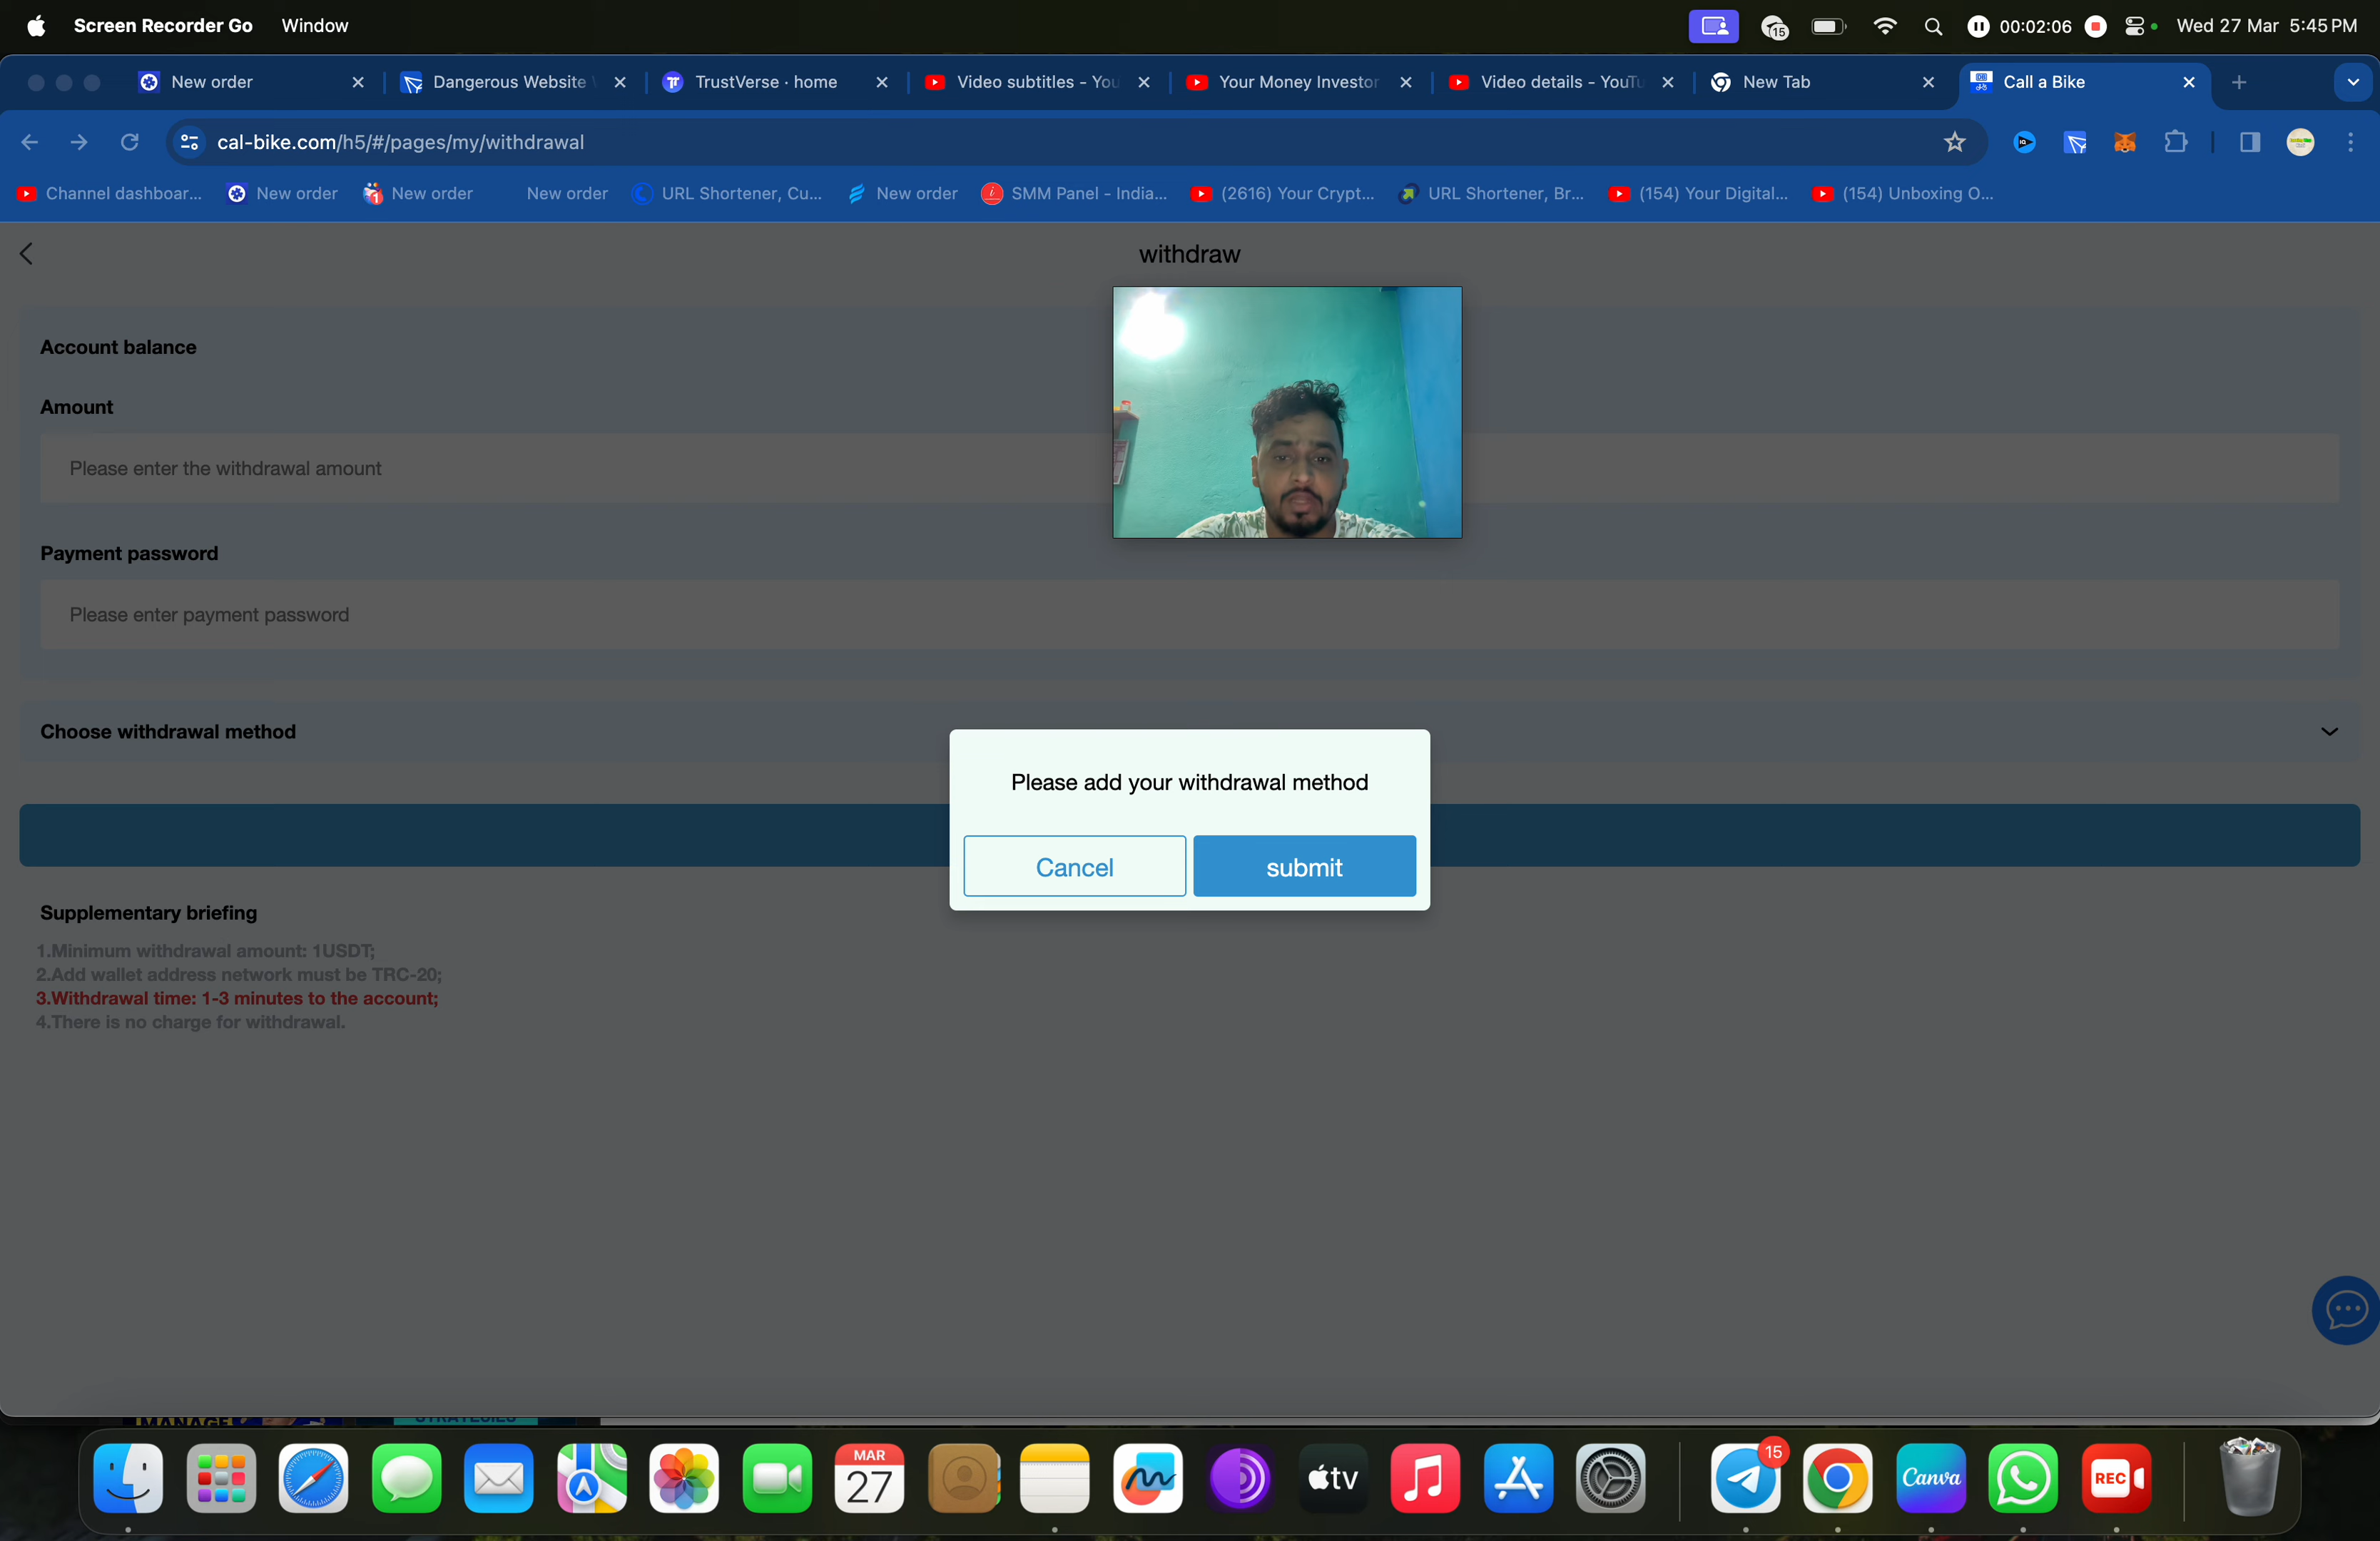 Screen Recorder Go Window
15 00:02:06 Wed 27 Mar 5:45 PM
New order Dangerous Website TrustVerse · home Video subtitles - You Your Money Investor Video details - YouTu New Tab Call a Bike
cal-bike.com/h5/#/pages/my/withdrawal
Channel dashboar... New order New order New order URL Shortener, Cu... New order SMM Panel - India... (2616) Your Crypt... URL Shortener, Br... (154) Your Digital... (154) Unboxing O...
withdraw
Account balance
Amount
Please enter the withdrawal amount
Payment password
Please enter payment password
Choose withdrawal method
Please add your withdrawal method
Cancel submit
Supplementary briefing
1.Minimum withdrawal amount: 1USDT;
2.Add wallet address network must be TRC-20;
3.Withdrawal time: 1-3 minutes to the account;
4.There is no charge for withdrawal.
MAR
27
tv
15
Canva
REC